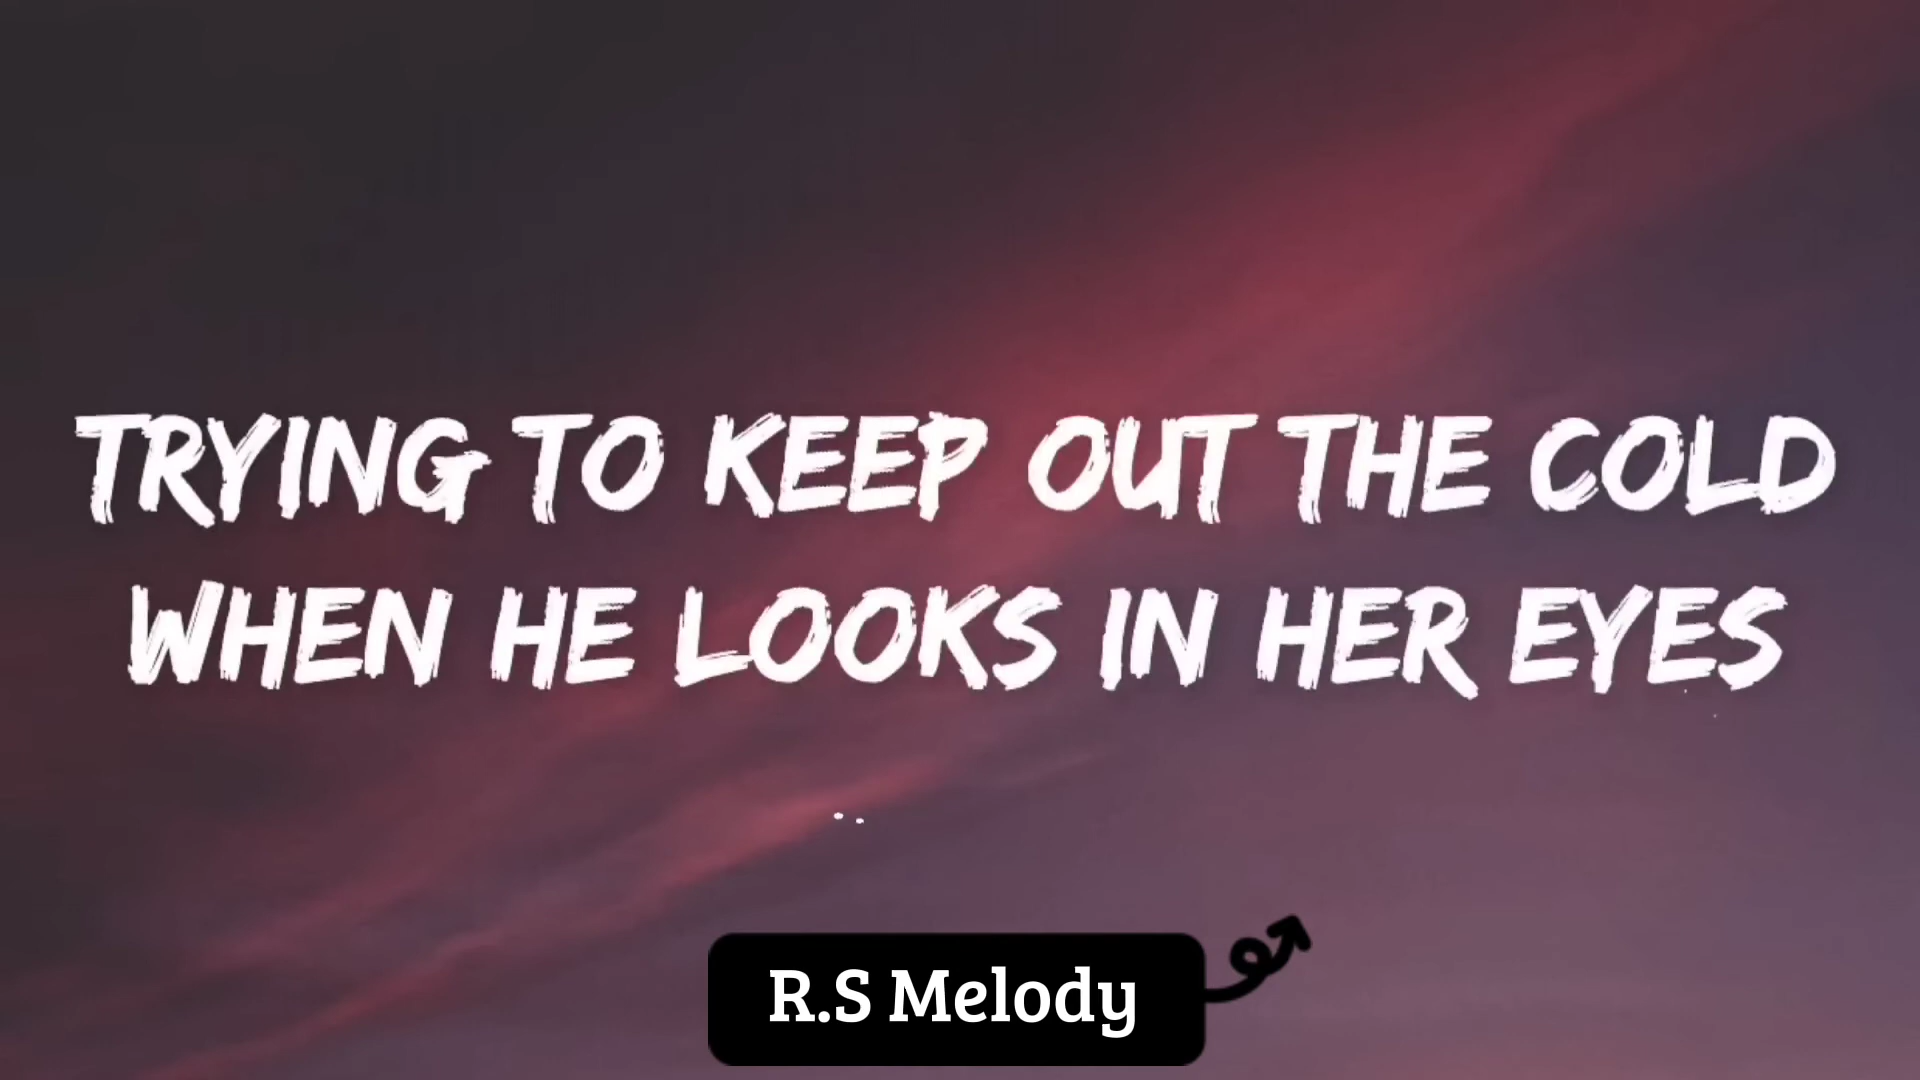 TRYING TO KEEP OUT THE COLD
WHEN HE LOOKS IN HER EYES
R.S Melody